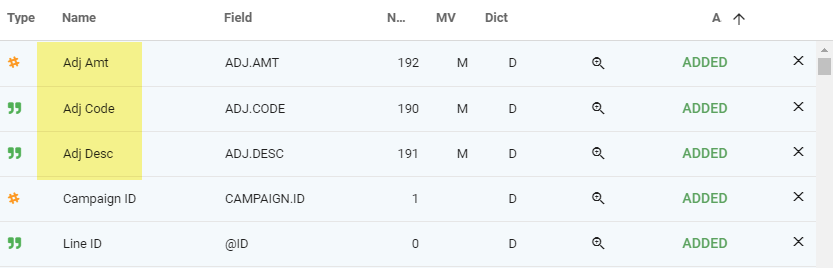 Type Name Field N... MV Dict A
Adj Amt ADJ.AMT 192 M D ADDED
Adj Code ADJ.CODE 190 M D ADDED
Adj Desc ADJ.DESC 191 M D ADDED
Campaign ID CAMPAIGN.ID 1 D ADDED
Line ID @ID 0 D ADDED